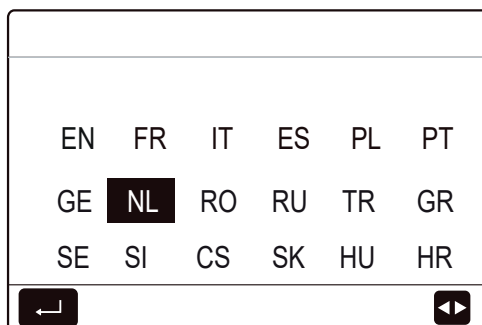 EN FR IT ES PL PT
GE NL RO RU TR GR
SE SI CS SK HU HR